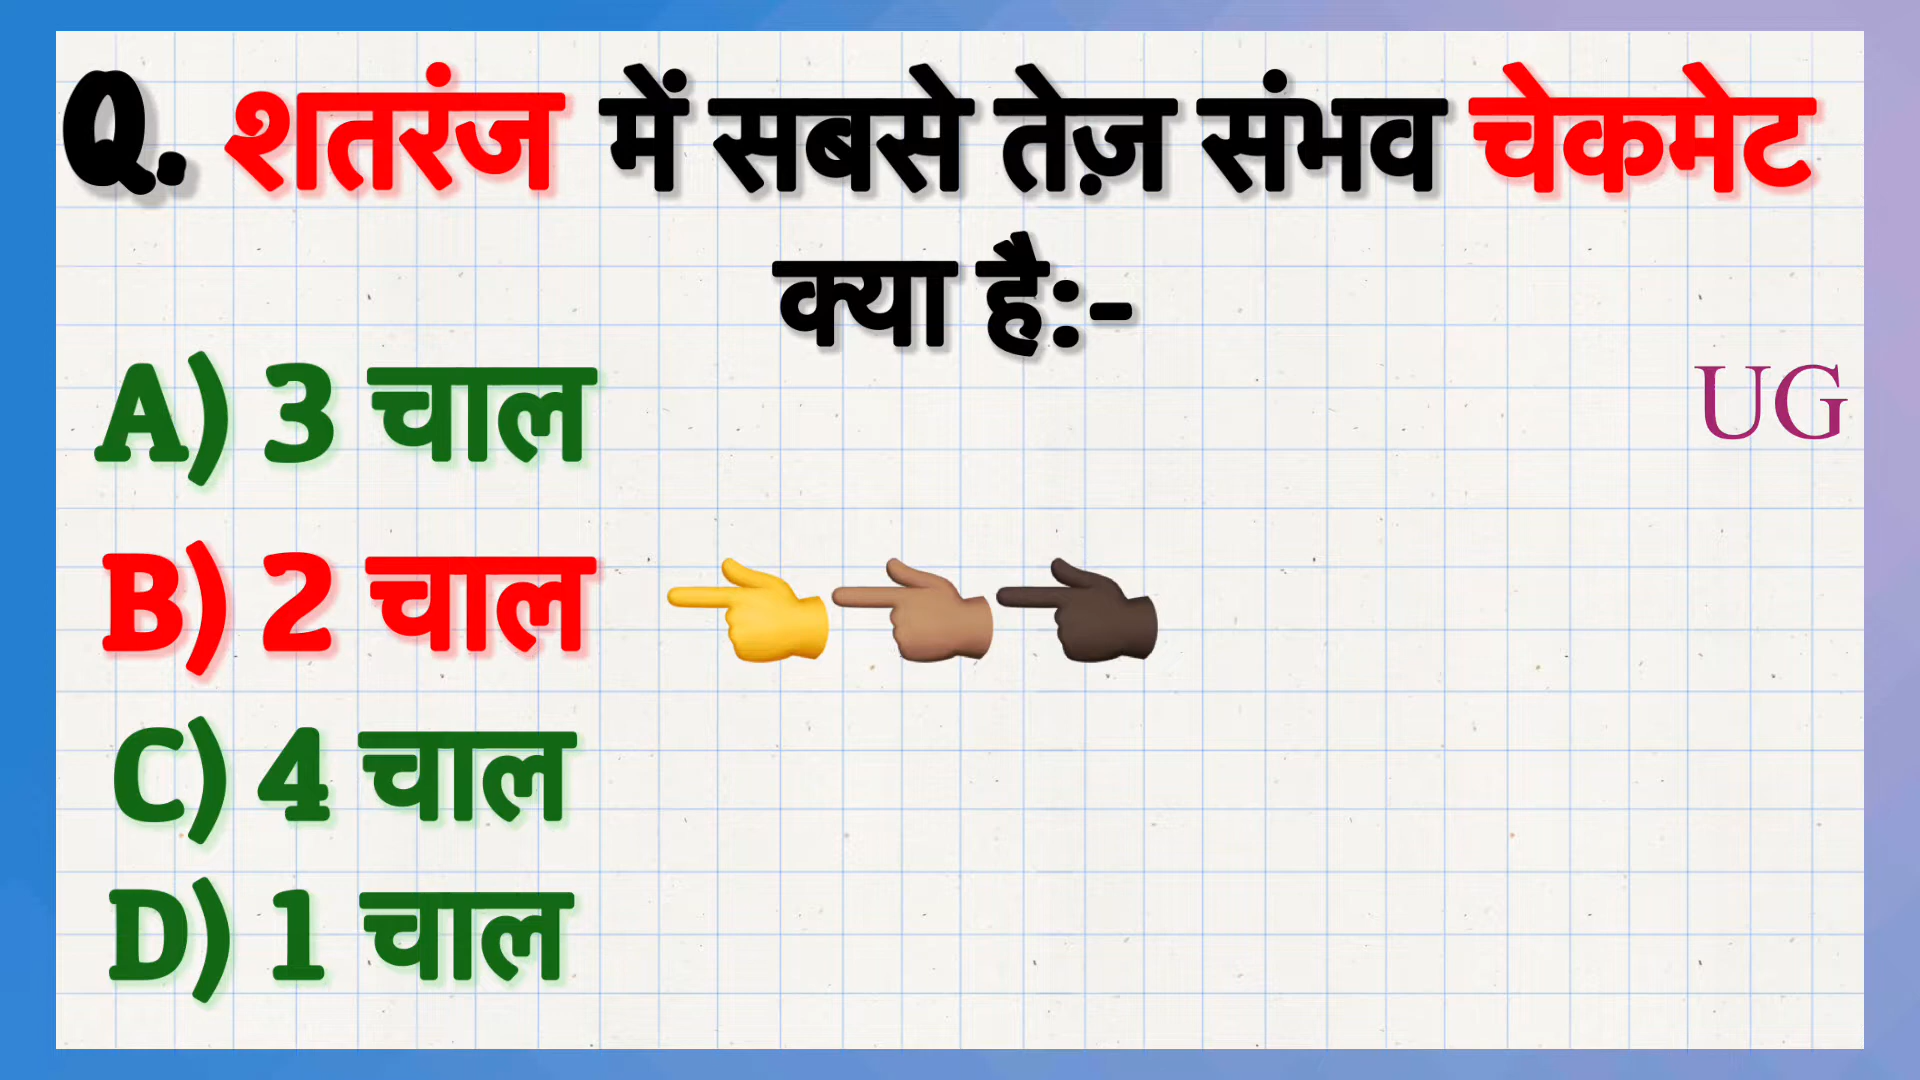 Q. शतरंज में सबसे तेज़ संभव चेकमेट
क्या है:-
A) 3 चाल
UG
B) 2 चाल
C) 4 चाल
D) 1 चाल